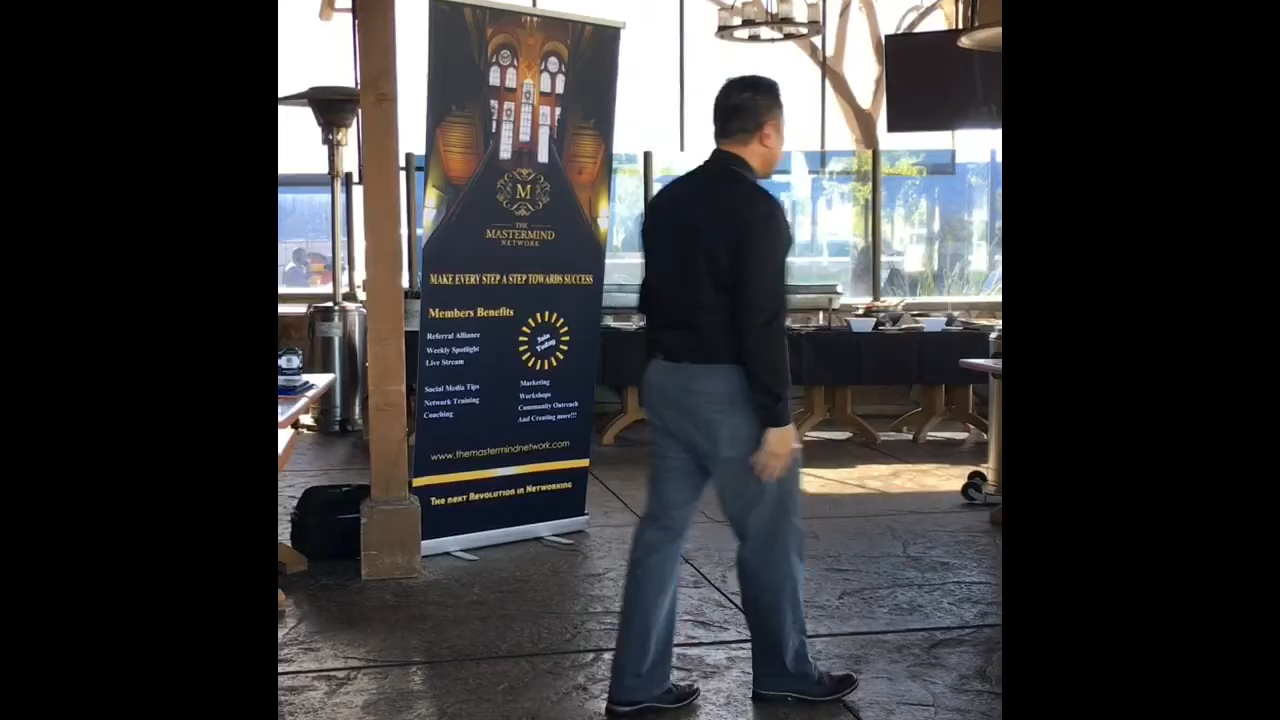 M
THE
MASTERMIND
NETWORK
MAKE EVERY STEP A STEP TOWARDS SUCCESS
Members Benefits
Referral Alliance
Weekly Spotlight
Live Stream
Social Media Tips
Network Training
Coaching
Join
Today
Marketing
Workshops
Community Outreach
And Creating more!!!
www.themastermindnetwork.com
The next Revolution in Networking